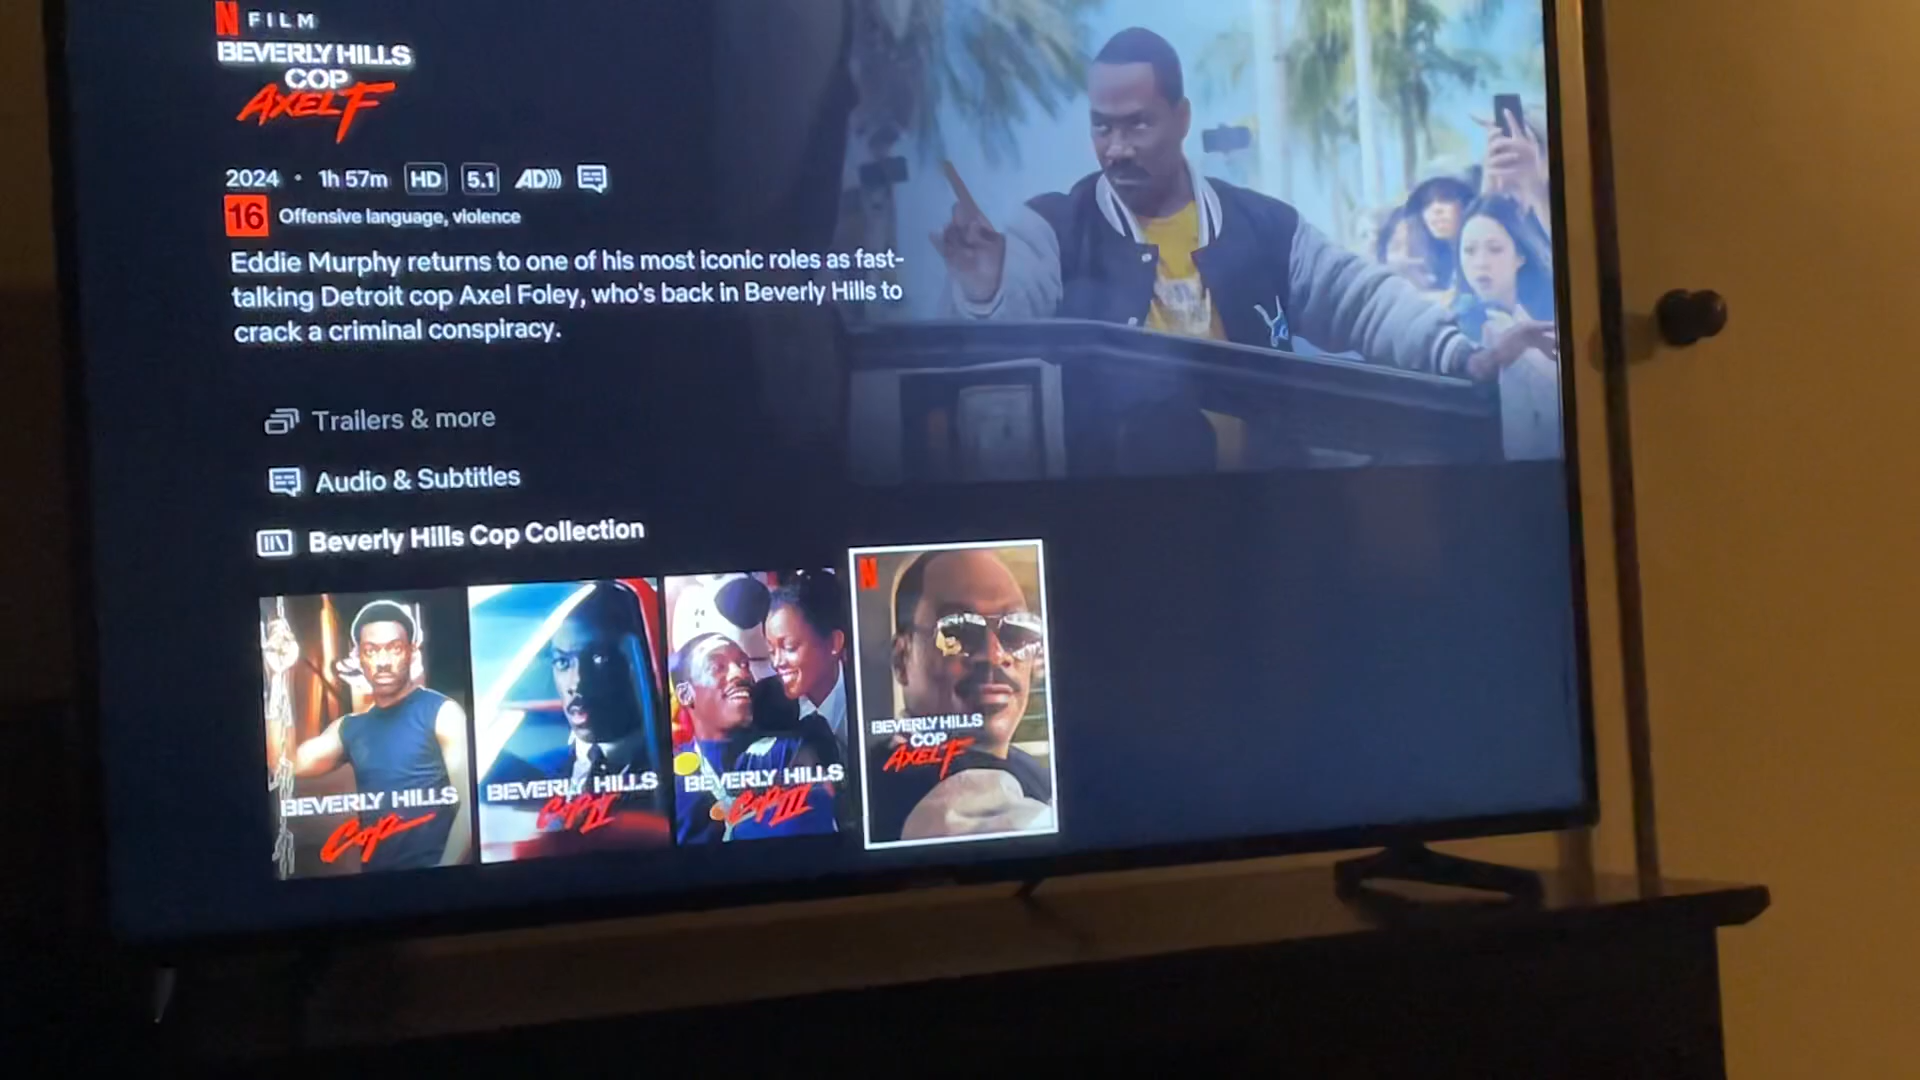 N FILM
BEVERLY HILLS
COP
AXEL F
2024 • 1h 57m HD 5.1 AD)))
16 Offensive language, violence
Eddie Murphy returns to one of his most iconic roles as fast-
talking Detroit cop Axel Foley, who's back in Beverly Hills to
crack a criminal conspiracy.
Trailers & more
Audio & Subtitles
Beverly Hills Cop Collection
BEVERLY HILLS
COP
BEVERLY HILLS
COP II
BEVERLY HILLS
COP III
N
BEVERLY HILLS
COP
AXEL F